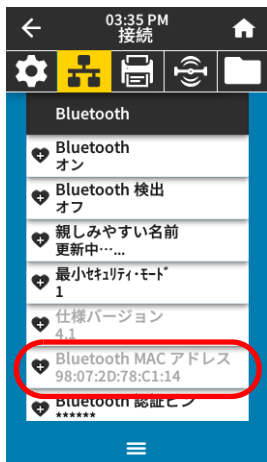 03:35 PM
接続
Bluetooth
Bluetooth
オン
Bluetooth 検出
オフ
親しみやすい名前
更新中…...
最小ｾｷｭﾘﾃｨ･ﾓｰﾄﾞ
1
仕様バージョン
4.1
Bluetooth MAC アドレス
98:07:2D:78:C1:14
Bluetooth 認証ピン
******